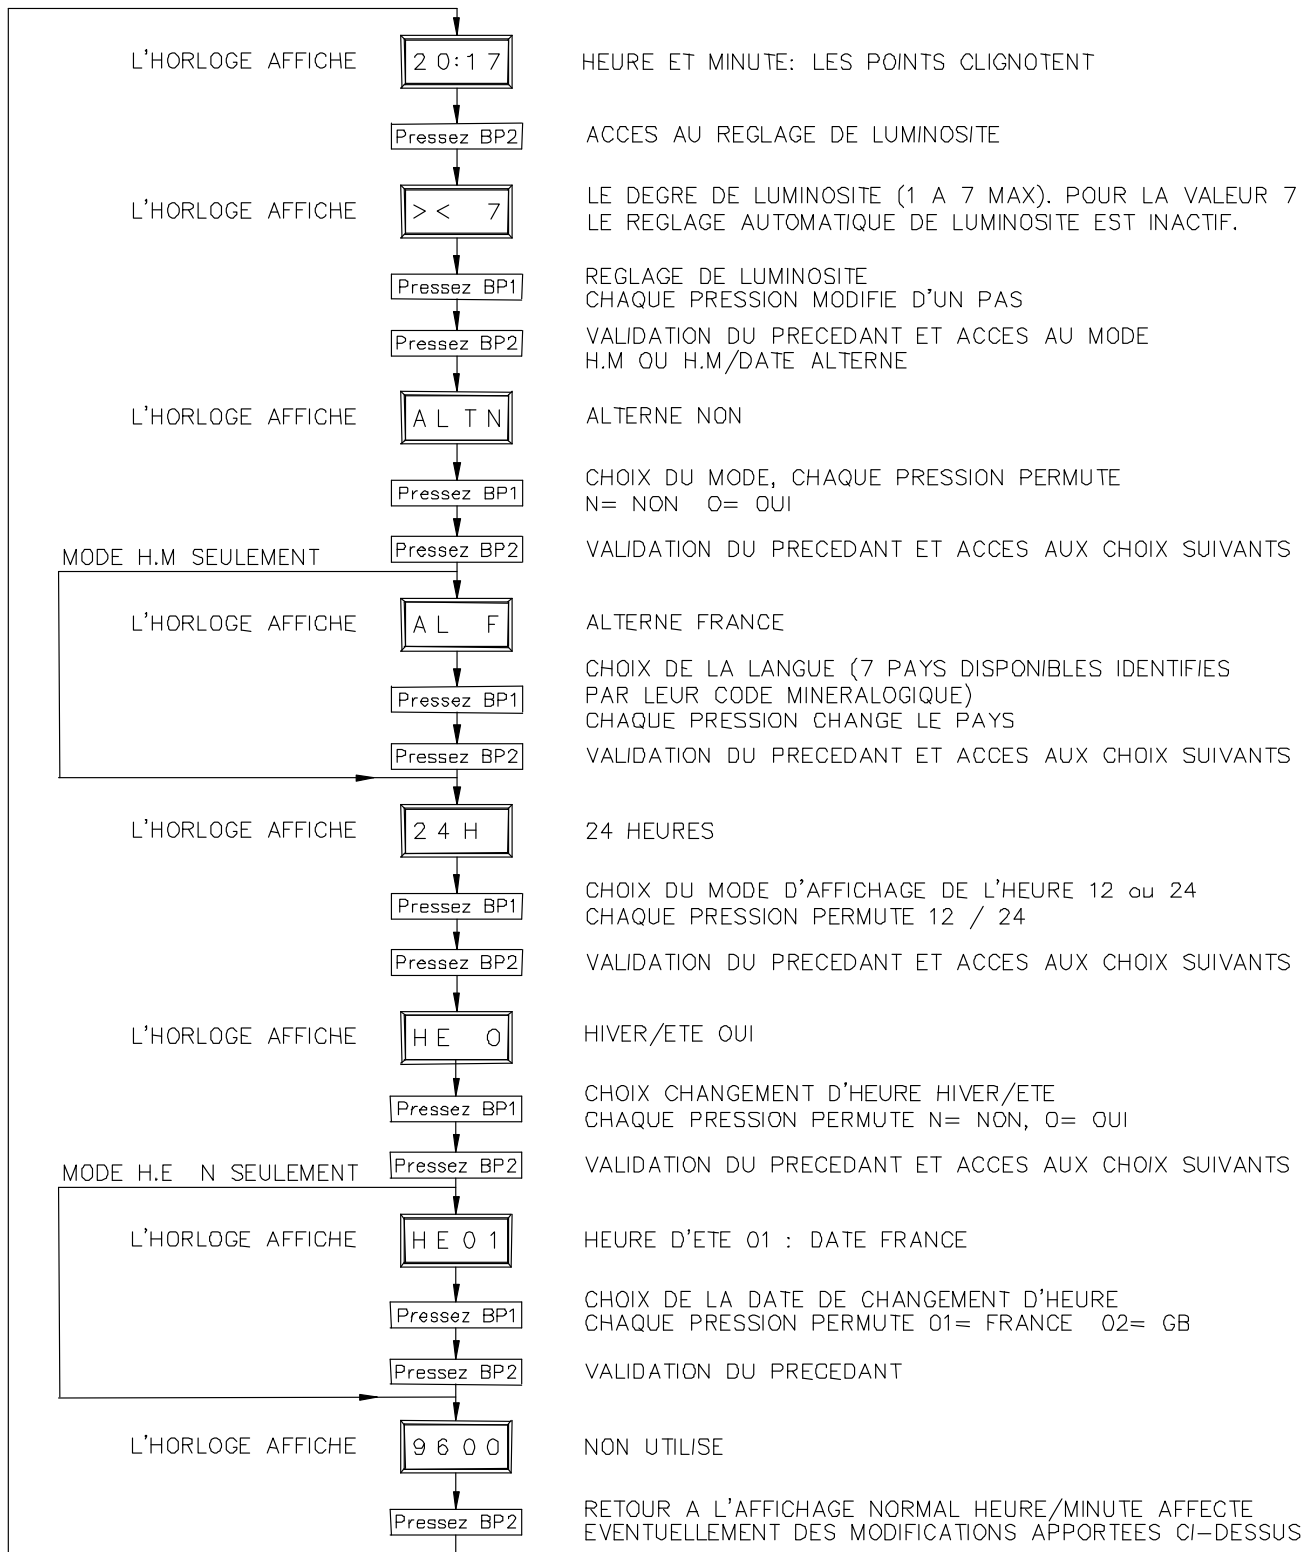 L'HORLOGE AFFICHE 20:17 HEURE ET MINUTE: LES POINTS CLIGNOTENT
Pressez BP2 ACCES AU REGLAGE DE LUMINOSITE
L'HORLOGE AFFICHE >< 7 LE DEGRE DE LUMINOSITE (1 A 7 MAX). POUR LA VALEUR 7
LE REGLAGE AUTOMATIQUE DE LUMINOSITE EST INACTIF.
Pressez BP1 REGLAGE DE LUMINOSITE
CHAQUE PRESSION MODIFIE D'UN PAS
Pressez BP2 VALIDATION DU PRECEDANT ET ACCES AU MODE
H.M OU H.M/DATE ALTERNE
L'HORLOGE AFFICHE ALTN ALTERNE NON
Pressez BP1 CHOIX DU MODE, CHAQUE PRESSION PERMUTE
N= NON O= OUI
Pressez BP2 VALIDATION DU PRECEDANT ET ACCES AUX CHOIX SUIVANTS
MODE H.M SEULEMENT
L'HORLOGE AFFICHE AL F ALTERNE FRANCE
Pressez BP1 CHOIX DE LA LANGUE (7 PAYS DISPONIBLES IDENTIFIES
PAR LEUR CODE MINERALOGIQUE)
CHAQUE PRESSION CHANGE LE PAYS
Pressez BP2 VALIDATION DU PRECEDANT ET ACCES AUX CHOIX SUIVANTS
L'HORLOGE AFFICHE 24H 24 HEURES
Pressez BP1 CHOIX DU MODE D'AFFICHAGE DE L'HEURE 12 ou 24
CHAQUE PRESSION PERMUTE 12 / 24
Pressez BP2 VALIDATION DU PRECEDANT ET ACCES AUX CHOIX SUIVANTS
L'HORLOGE AFFICHE HE O HIVER/ETE OUI
Pressez BP1 CHOIX CHANGEMENT D'HEURE HIVER/ETE
CHAQUE PRESSION PERMUTE N= NON, O= OUI
Pressez BP2 VALIDATION DU PRECEDANT ET ACCES AUX CHOIX SUIVANTS
MODE H.E N SEULEMENT
L'HORLOGE AFFICHE HE01 HEURE D'ETE 01 : DATE FRANCE
Pressez BP1 CHOIX DE LA DATE DE CHANGEMENT D'HEURE
CHAQUE PRESSION PERMUTE 01= FRANCE 02= GB
Pressez BP2 VALIDATION DU PRECEDANT
L'HORLOGE AFFICHE 9600 NON UTILISE
Pressez BP2 RETOUR A L'AFFICHAGE NORMAL HEURE/MINUTE AFFECTE
EVENTUELLEMENT DES MODIFICATIONS APPORTEES CI-DESSUS